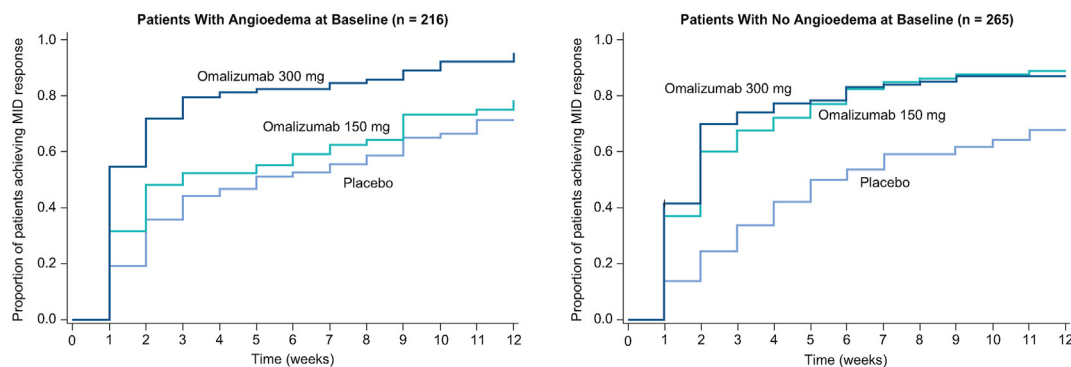 Patients With Angioedema at Baseline (n = 216)
Proportion of patients achieving MID response
1.0
0.8
0.6
0.4
0.2
0.0
Omalizumab 300 mg
Omalizumab 150 mg
Placebo
0 1 2 3 4 5 6 7 8 9 10 11 12
Time (weeks)
Patients With No Angioedema at Baseline (n = 265)
Proportion of patients achieving MID response
1.0
0.8
0.6
0.4
0.2
0.0
Omalizumab 300 mg
Omalizumab 150 mg
Placebo
0 1 2 3 4 5 6 7 8 9 10 11 12
Time (weeks)